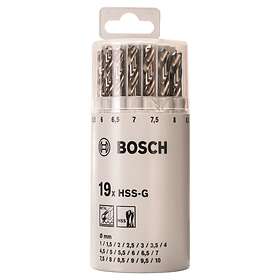 6 6,5 7 7,5 8
BOSCH
19x HSS-G
HSS
Ø mm
1 / 1,5 / 2 / 2,5 / 3 / 3,5 / 4
4,5 / 5 / 5,5 / 6 / 6,5 / 7
7,5 / 8 / 8,5 / 9 / 9,5 / 10